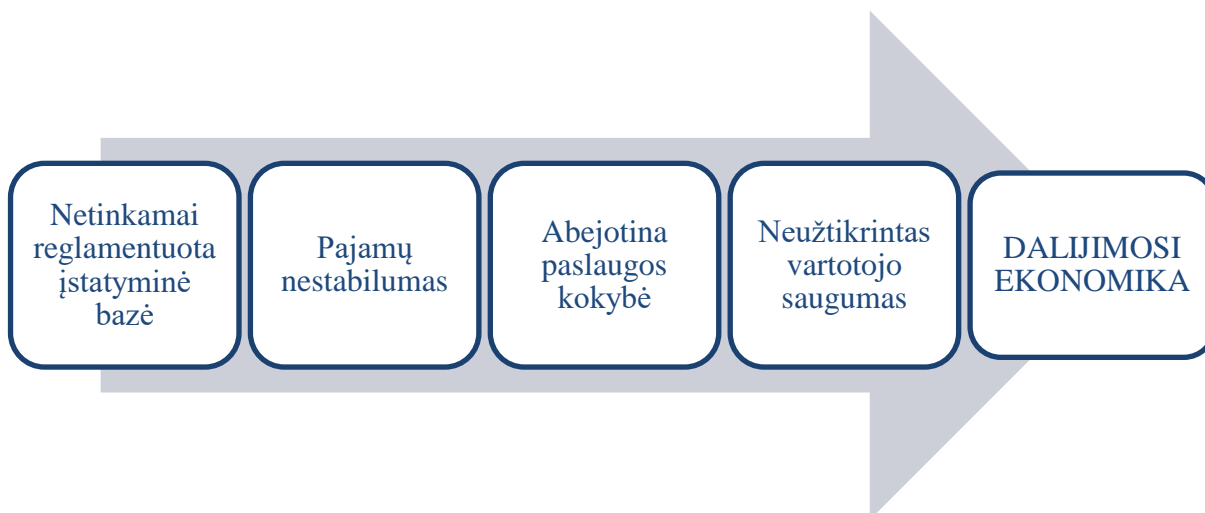 Netinkamai
reglamentuota
įstatyminė
bazė
Pajamų
nestabilumas
Abejotina
paslaugos
kokybė
Neužtikrintas
vartotojo
saugumas
DALIJIMOSI
EKONOMIKA